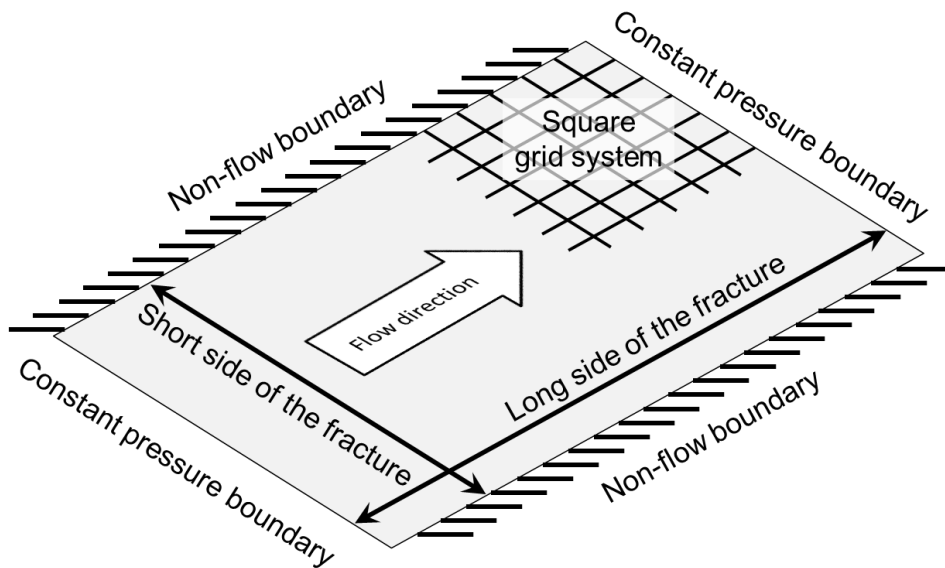 Constant pressure boundary
Non-flow boundary
Square
grid system
Flow direction
Short side of the fracture
Long side of the fracture
Constant pressure boundary
Non-flow boundary